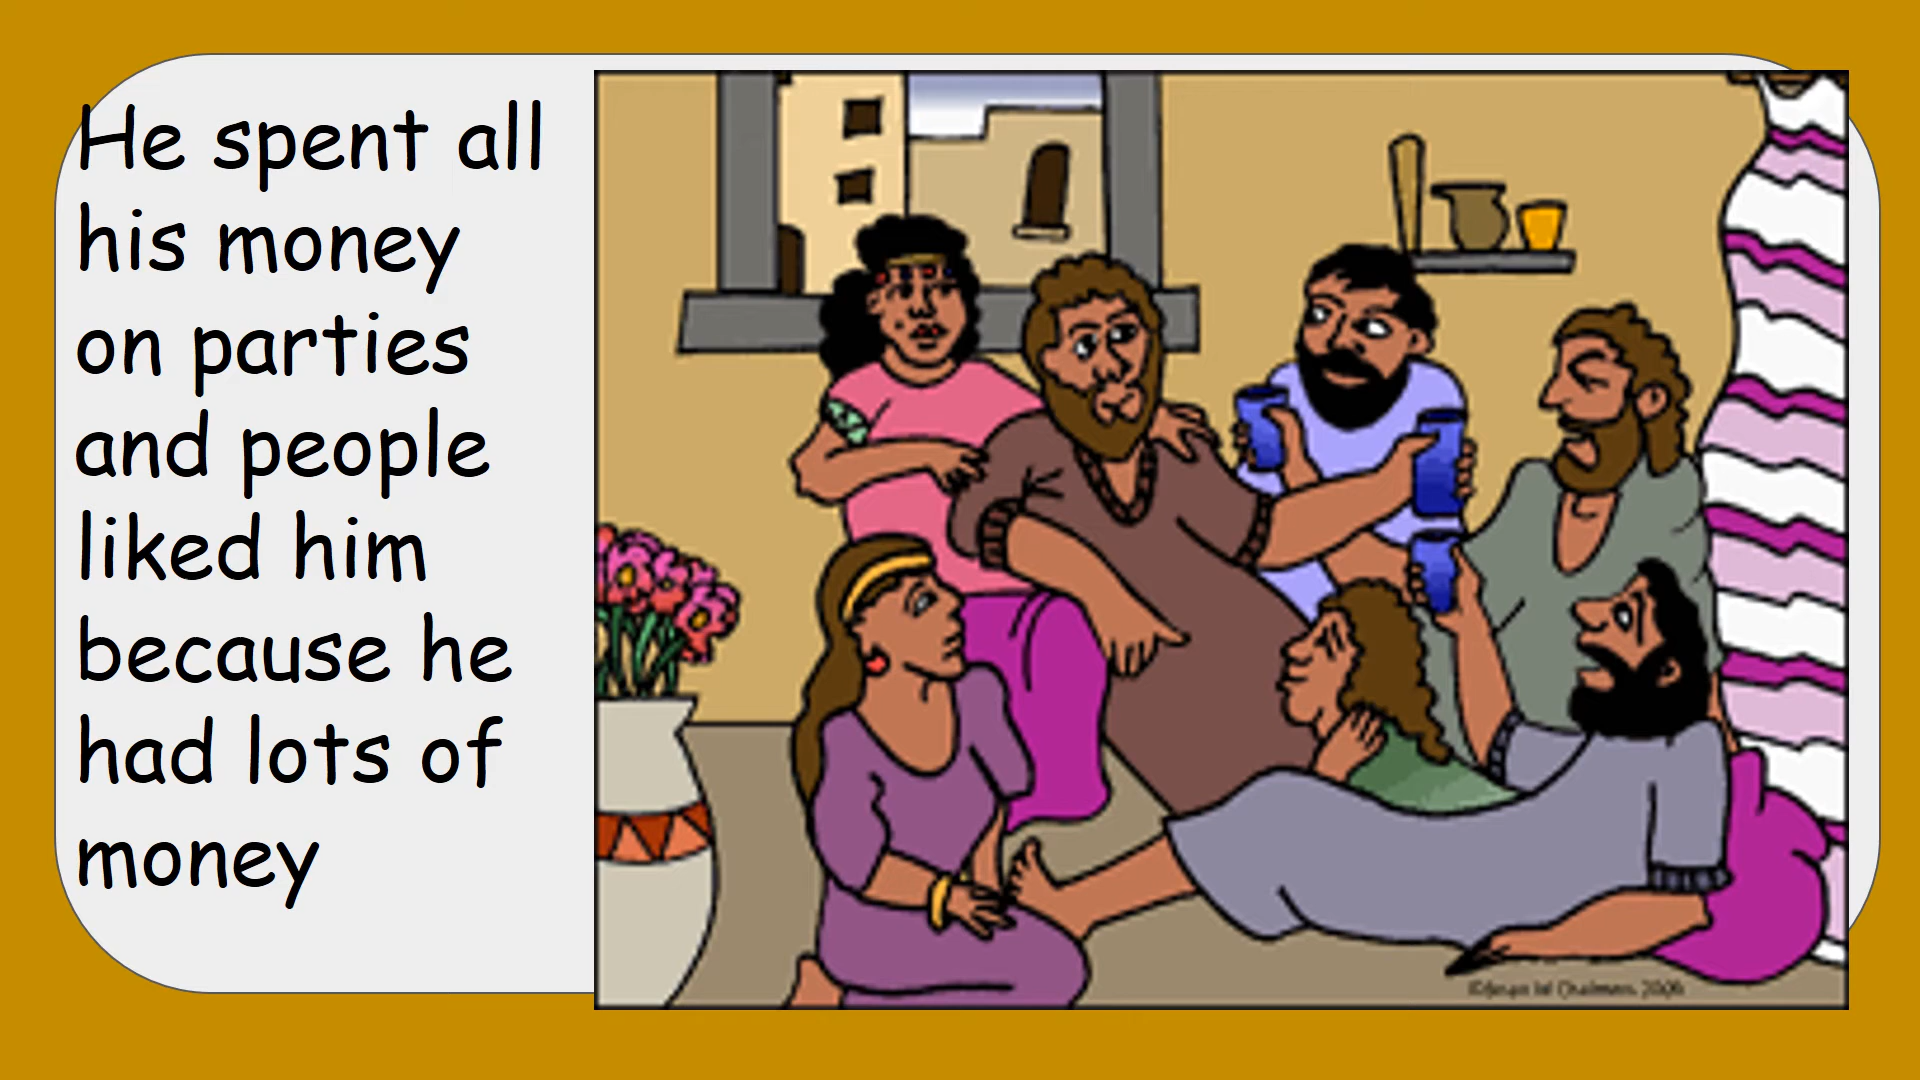 He spent all
his money
on parties
and people
liked him
because he
had lots of
money